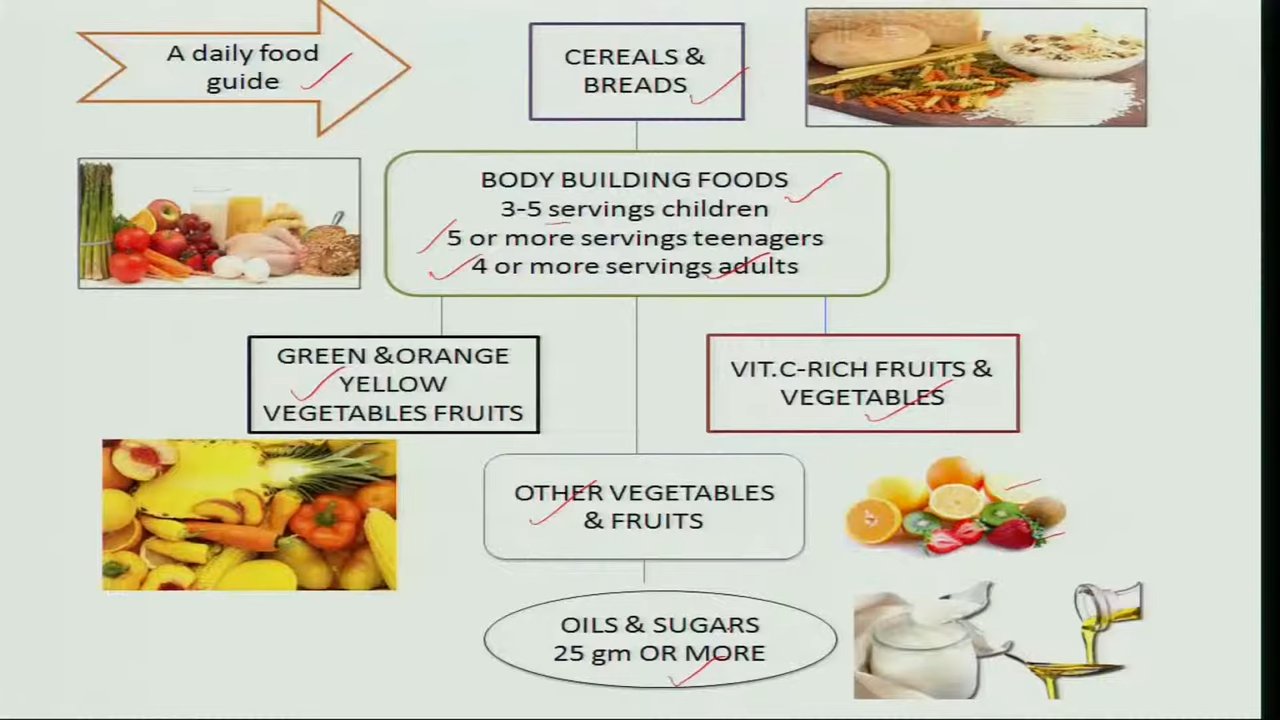 A daily food
guide
CEREALS &
BREADS
BODY BUILDING FOODS
3-5 servings children
5 or more servings teenagers
4 or more servings adults
GREEN &ORANGE
YELLOW
VEGETABLES FRUITS
VIT.C-RICH FRUITS &
VEGETABLES
OTHER VEGETABLES
& FRUITS
OILS & SUGARS
25 gm OR MORE